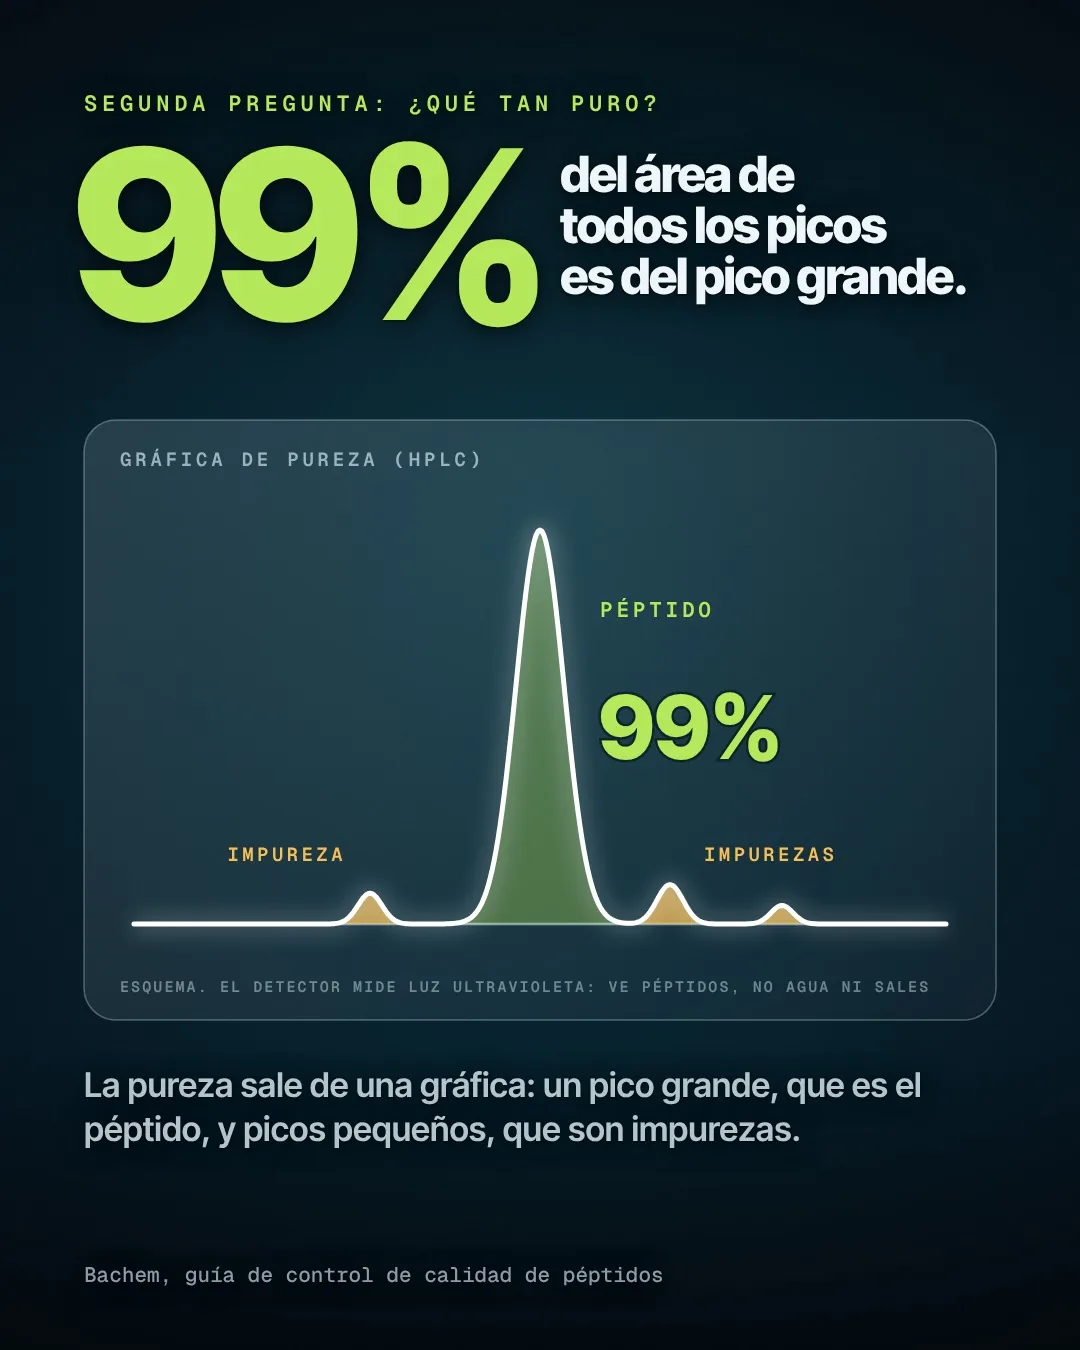 SEGUNDA PREGUNTA: ¿QUÉ TAN PURO?
99%
del área de
todos los picos
es del pico grande.
GRÁFICA DE PUREZA (HPLC)
PÉPTIDO
99%
IMPUREZA
IMPUREZAS
ESQUEMA. EL DETECTOR MIDE LUZ ULTRAVIOLETA: VE PÉPTIDOS, NO AGUA NI SALES
La pureza sale de una gráfica: un pico grande, que es el
péptido, y picos pequeños, que son impurezas.
Bachem, guía de control de calidad de péptidos